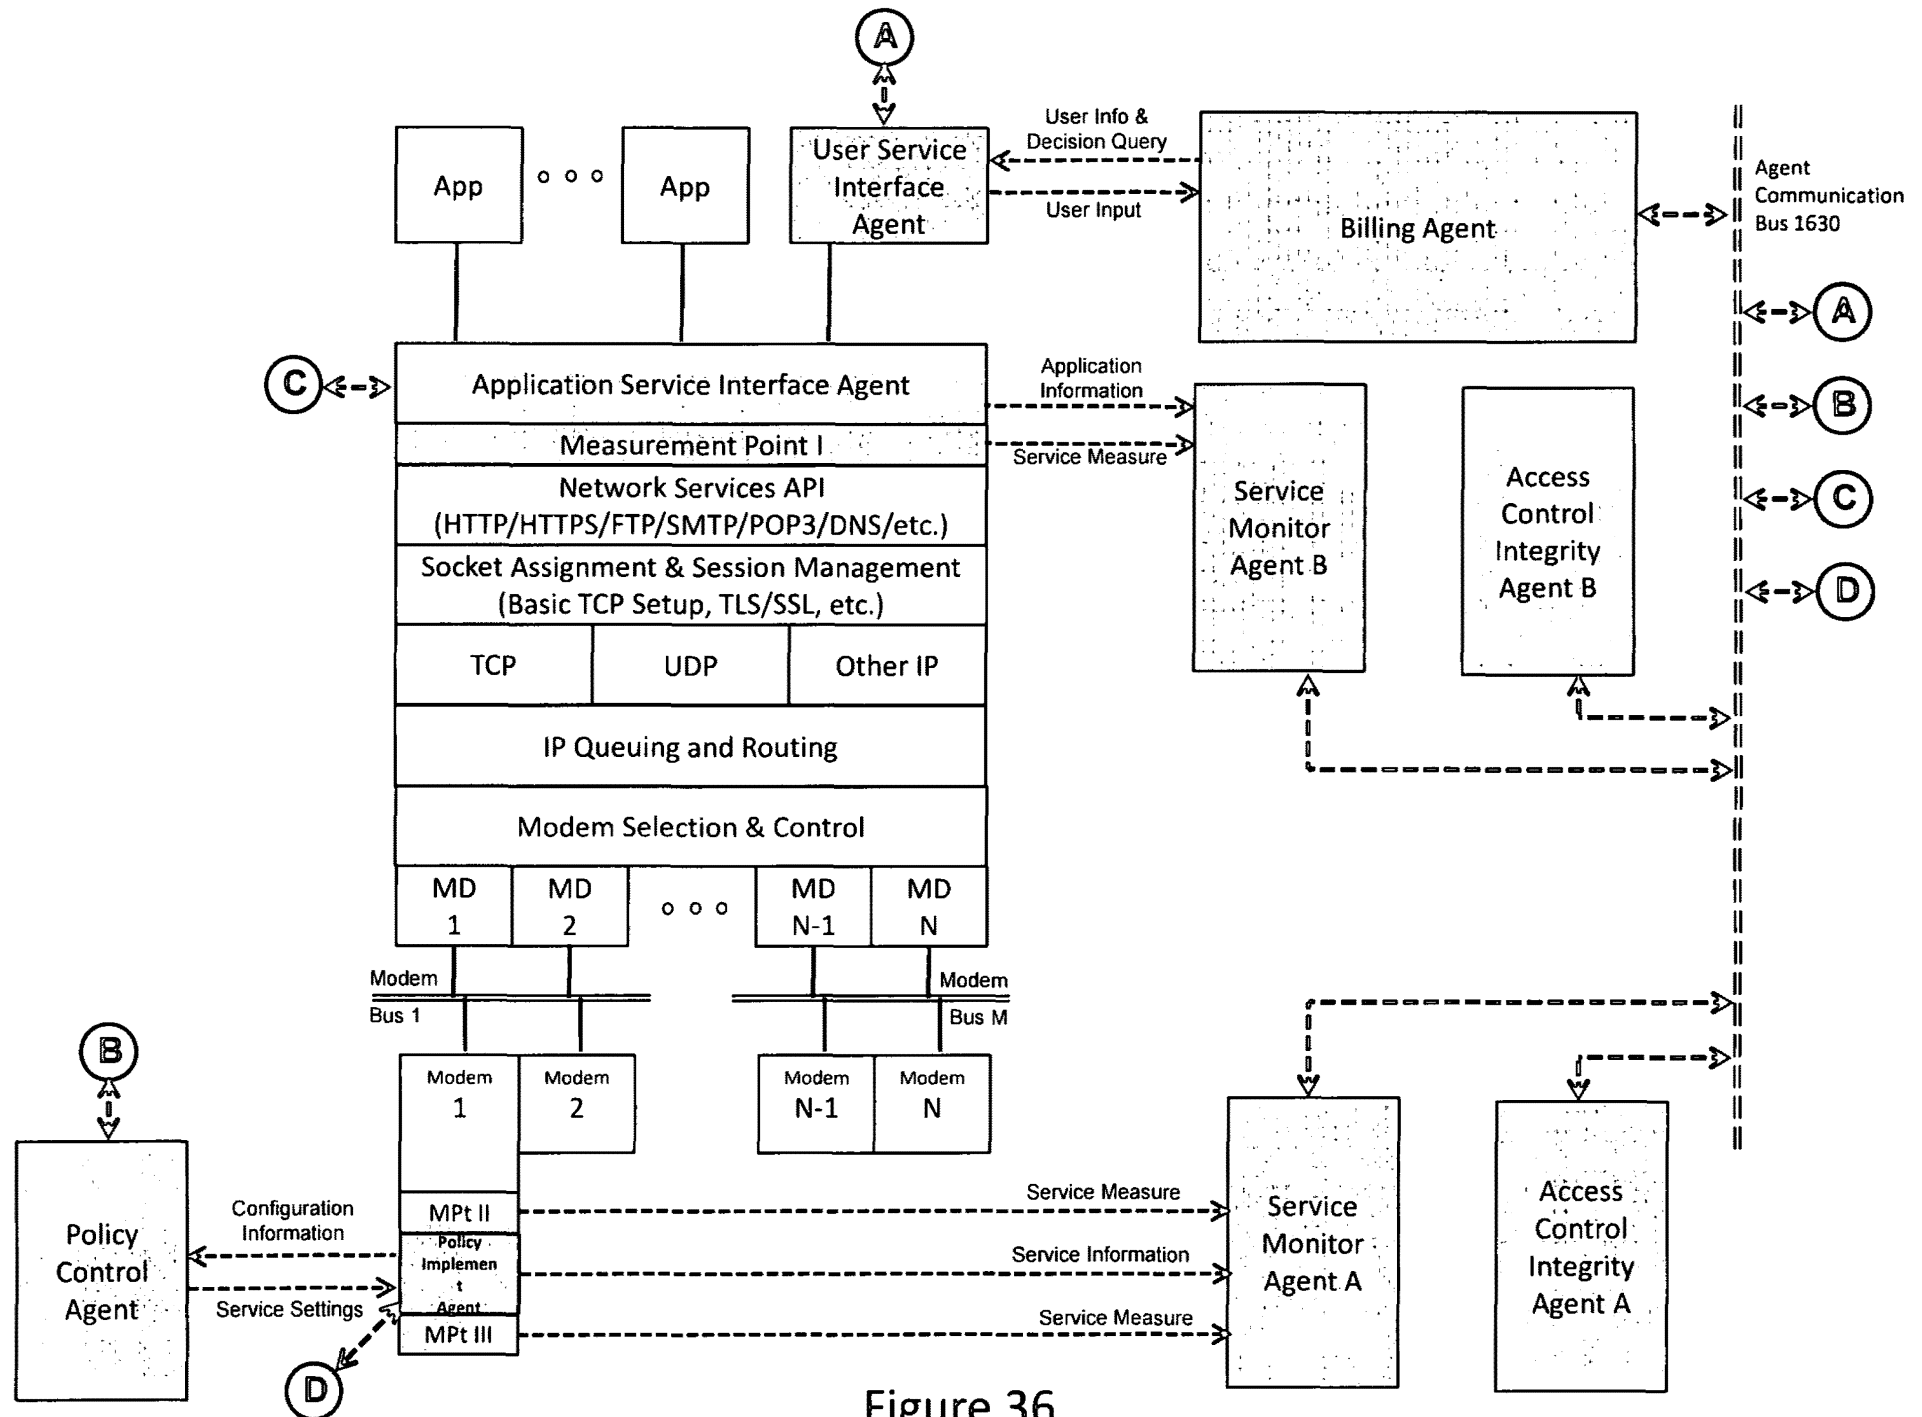 A
App
App
User Service
Interface
Agent
User Info &
Decision Query
User Input
Billing Agent
Agent
Communication
Bus 1630
A
B
C
D
C
Application Service Interface Agent
Measurement Point I
Network Services API
(HTTP/HTTPS/FTP/SMTP/POP3/DNS/etc.)
Socket Assignment & Session Management
(Basic TCP Setup, TLS/SSL, etc.)
TCP
UDP
Other IP
IP Queuing and Routing
Modem Selection & Control
MD
1
MD
2
MD
N-1
MD
N
Application
Information
Service Measure
Service
Monitor
Agent B
Access
Control
Integrity
Agent B
Modem
Bus 1
Modem
Bus M
Modem
1
Modem
2
Modem
N-1
Modem
N
B
Policy
Control
Agent
Configuration
Information
Service Settings
D
MPt II
Policy
Implemen
t
Agent
MPt III
Service Measure
Service Information
Service Measure
Service
Monitor
Agent A
Access
Control
Integrity
Agent A
Figure 36